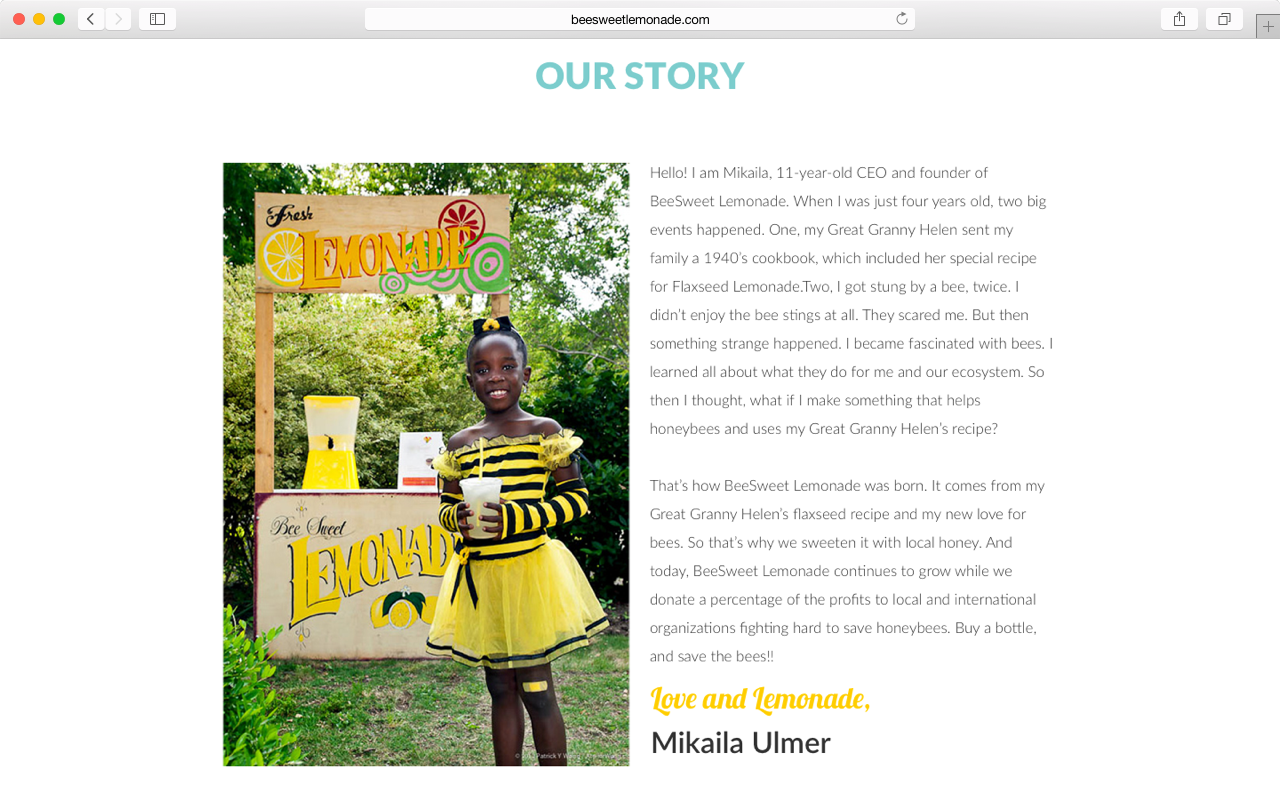 beesweetlemonade.com
OUR STORY
Fresh
LEMONADE
Bee Sweet
LEMONAD
Hello! I am Mikaila, 11-year-old CEO and founder of
BeeSweet Lemonade. When I was just four years old, two big
events happened. One, my Great Granny Helen sent my
family a 1940's cookbook, which included her special recipe
for Flaxseed Lemonade.Two, I got stung by a bee, twice. I
didn't enjoy the bee stings at all. They scared me. But then
something strange happened. I became fascinated with bees. I
learned all about what they do for me and our ecosystem. So
then I thought, what if I make something that helps
honeybees and uses my Great Granny Helen's recipe?
That's how BeeSweet Lemonade was born. It comes from my
Great Granny Helen's flaxseed recipe and my new love for
bees. So that's why we sweeten it with local honey. And
today, BeeSweet Lemonade continues to grow while we
donate a percentage of the profits to local and international
organizations fighting hard to save honeybees. Buy a bottle,
and save the bees!!
Love and Lemonade,
Mikaila Ulmer